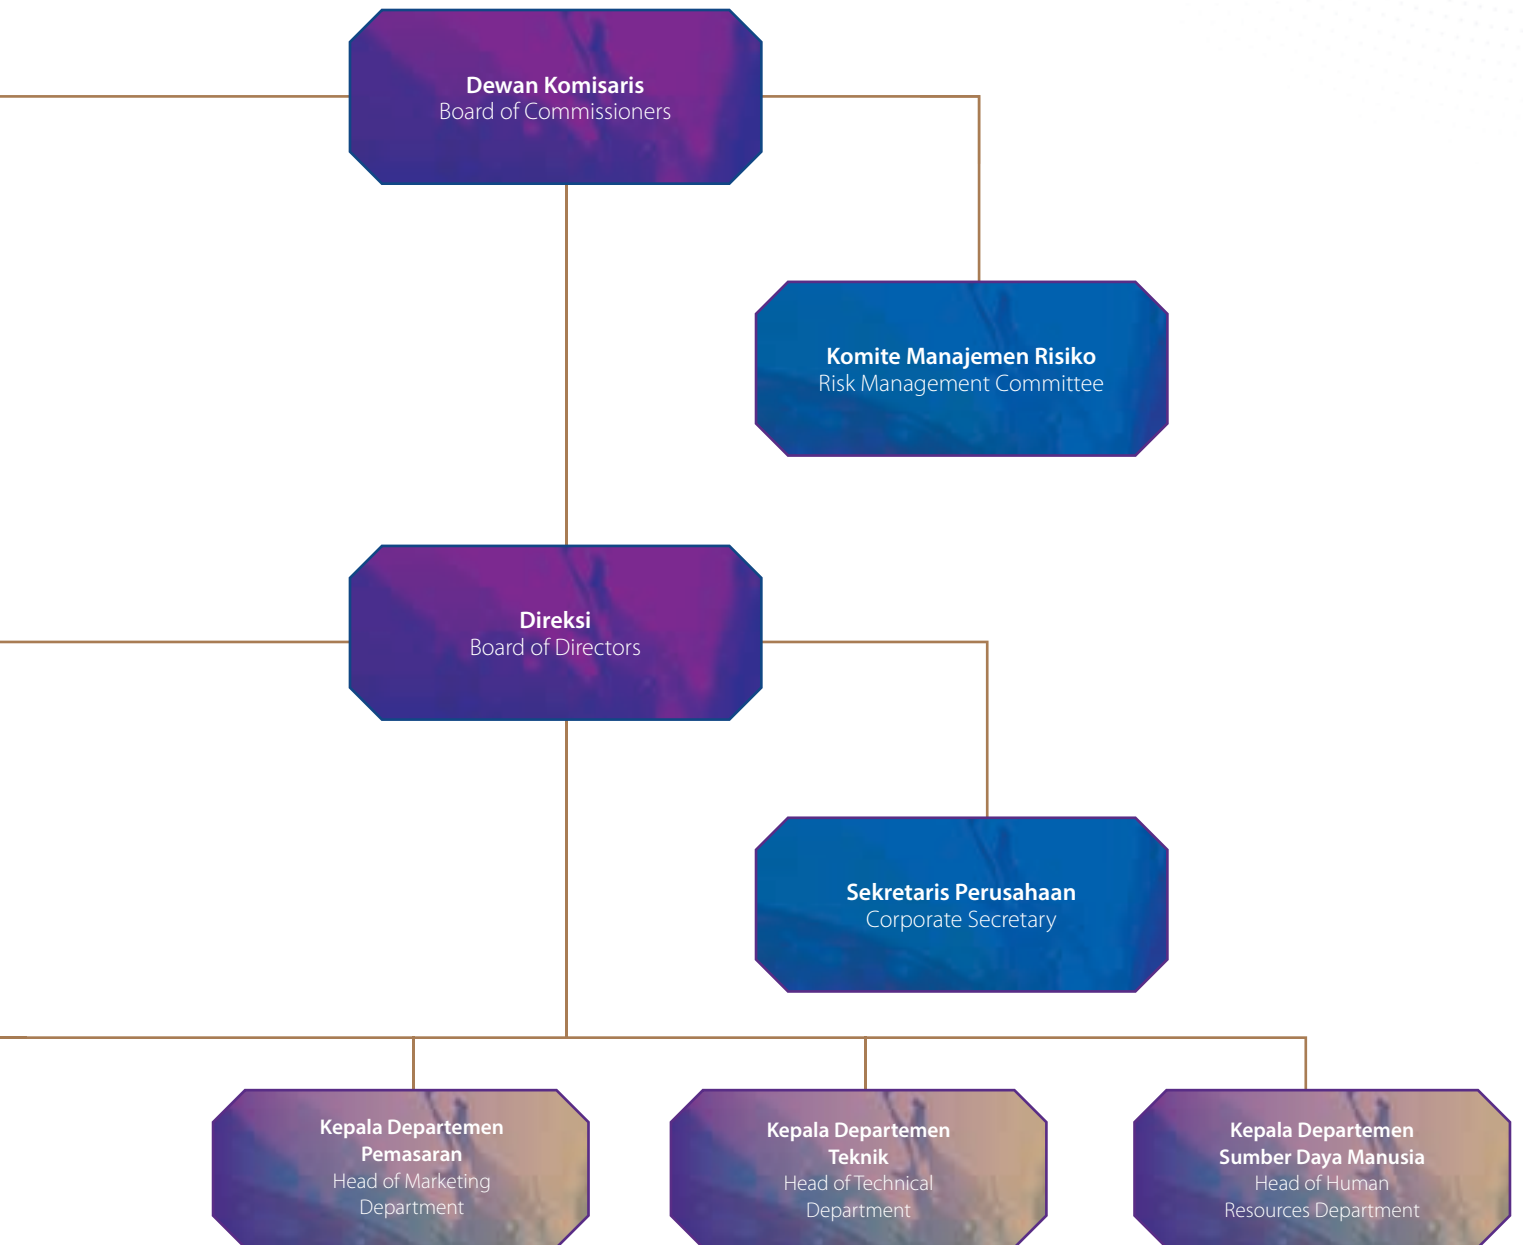 Dewan Komisaris
Board of Commissioners
Komite Manajemen Risiko
Risk Management Committee
Direksi
Board of Directors
Sekretaris Perusahaan
Corporate Secretary
Kepala Departemen
Pemasaran
Head of Marketing
Department
Kepala Departemen
Teknik
Head of Technical
Department
Kepala Departemen
Sumber Daya Manusia
Head of Human
Resources Department